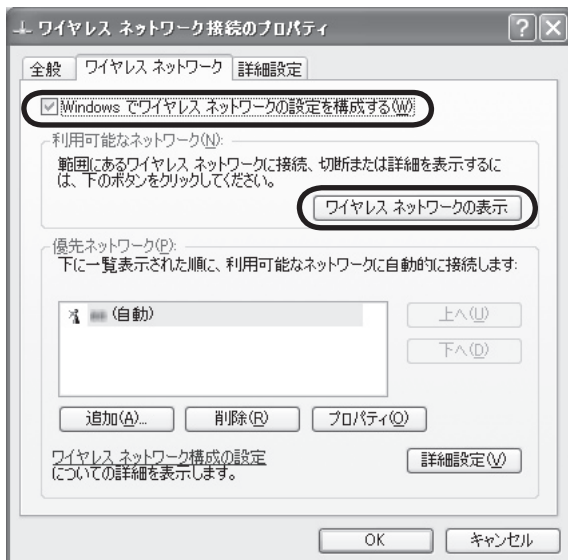 ワイヤレス ネットワーク接続のプロパティ
全般 ワイヤレス ネットワーク 詳細設定
Windows でワイヤレス ネットワークの設定を構成する(W)
利用可能なネットワーク(N):
範囲にあるワイヤレス ネットワークに接続、切断または詳細を表示するに
は、下のボタンをクリックしてください。
ワイヤレス ネットワークの表示
優先ネットワーク(P):
下に一覧表示された順に、利用可能なネットワークに自動的に接続します:
(自動)
上へ(U)
下へ(D)
追加(A)... 削除(R) プロパティ(O)
ワイヤレス ネットワーク構成の設定
についての詳細を表示します。
詳細設定(V)
OK キャンセル